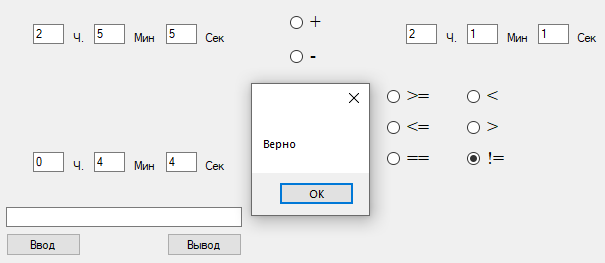 2 Ч. 5 Мин 5 Сек
+
-
2 Ч. 1 Мин 1 Сек
>= <
<= >
== !=
Верно
OK
0 Ч. 4 Мин 4 Сек
Ввод Вывод